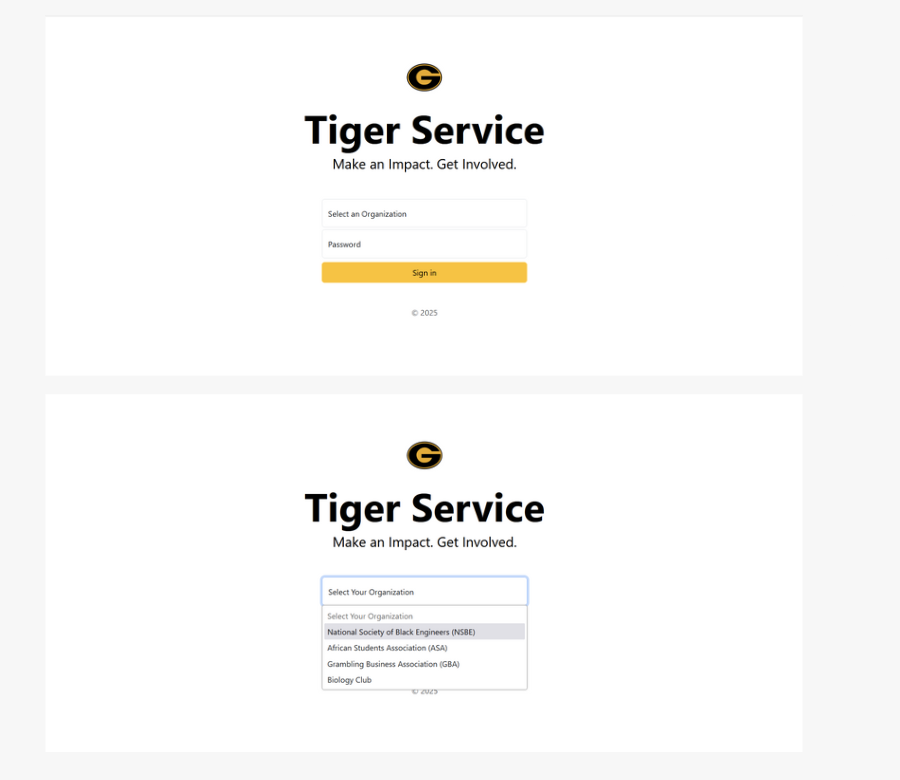 G
Tiger Service
Make an Impact. Get Involved.
Select an Organization
Password
Sign in
© 2025
G
Tiger Service
Make an Impact. Get Involved.
Select Your Organization
Select Your Organization
National Society of Black Engineers (NSBE)
African Students Association (ASA)
Grambling Business Association (GBA)
Biology Club
© 2025